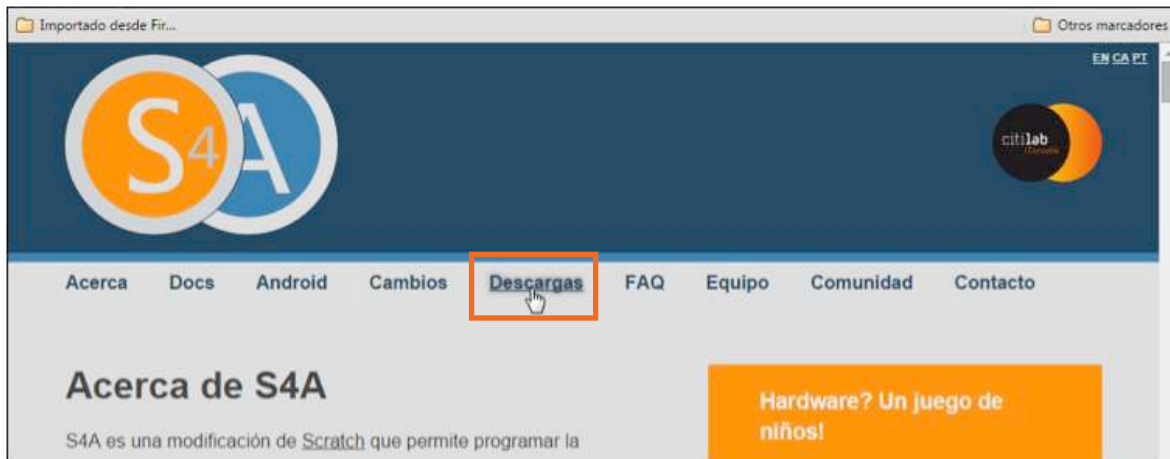 Importado desde Fir... Otros marcadores
EN CA PT
S4A
citilab
Acerca Docs Android Cambios Descargas FAQ Equipo Comunidad Contacto
Acerca de S4A
S4A es una modificación de Scratch que permite programar la
Hardware? Un juego de
niños!